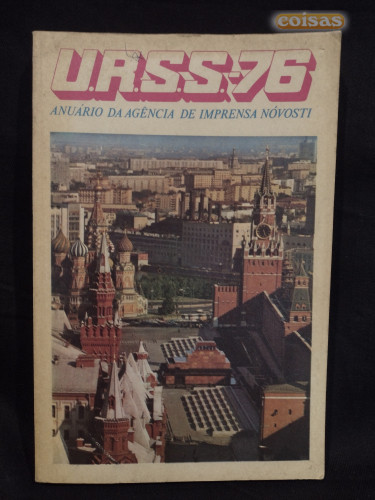 coisas
U.R.S.S.-76
ANUÁRIO DA AGÊNCIA DE IMPRENSA NÓVOSTI